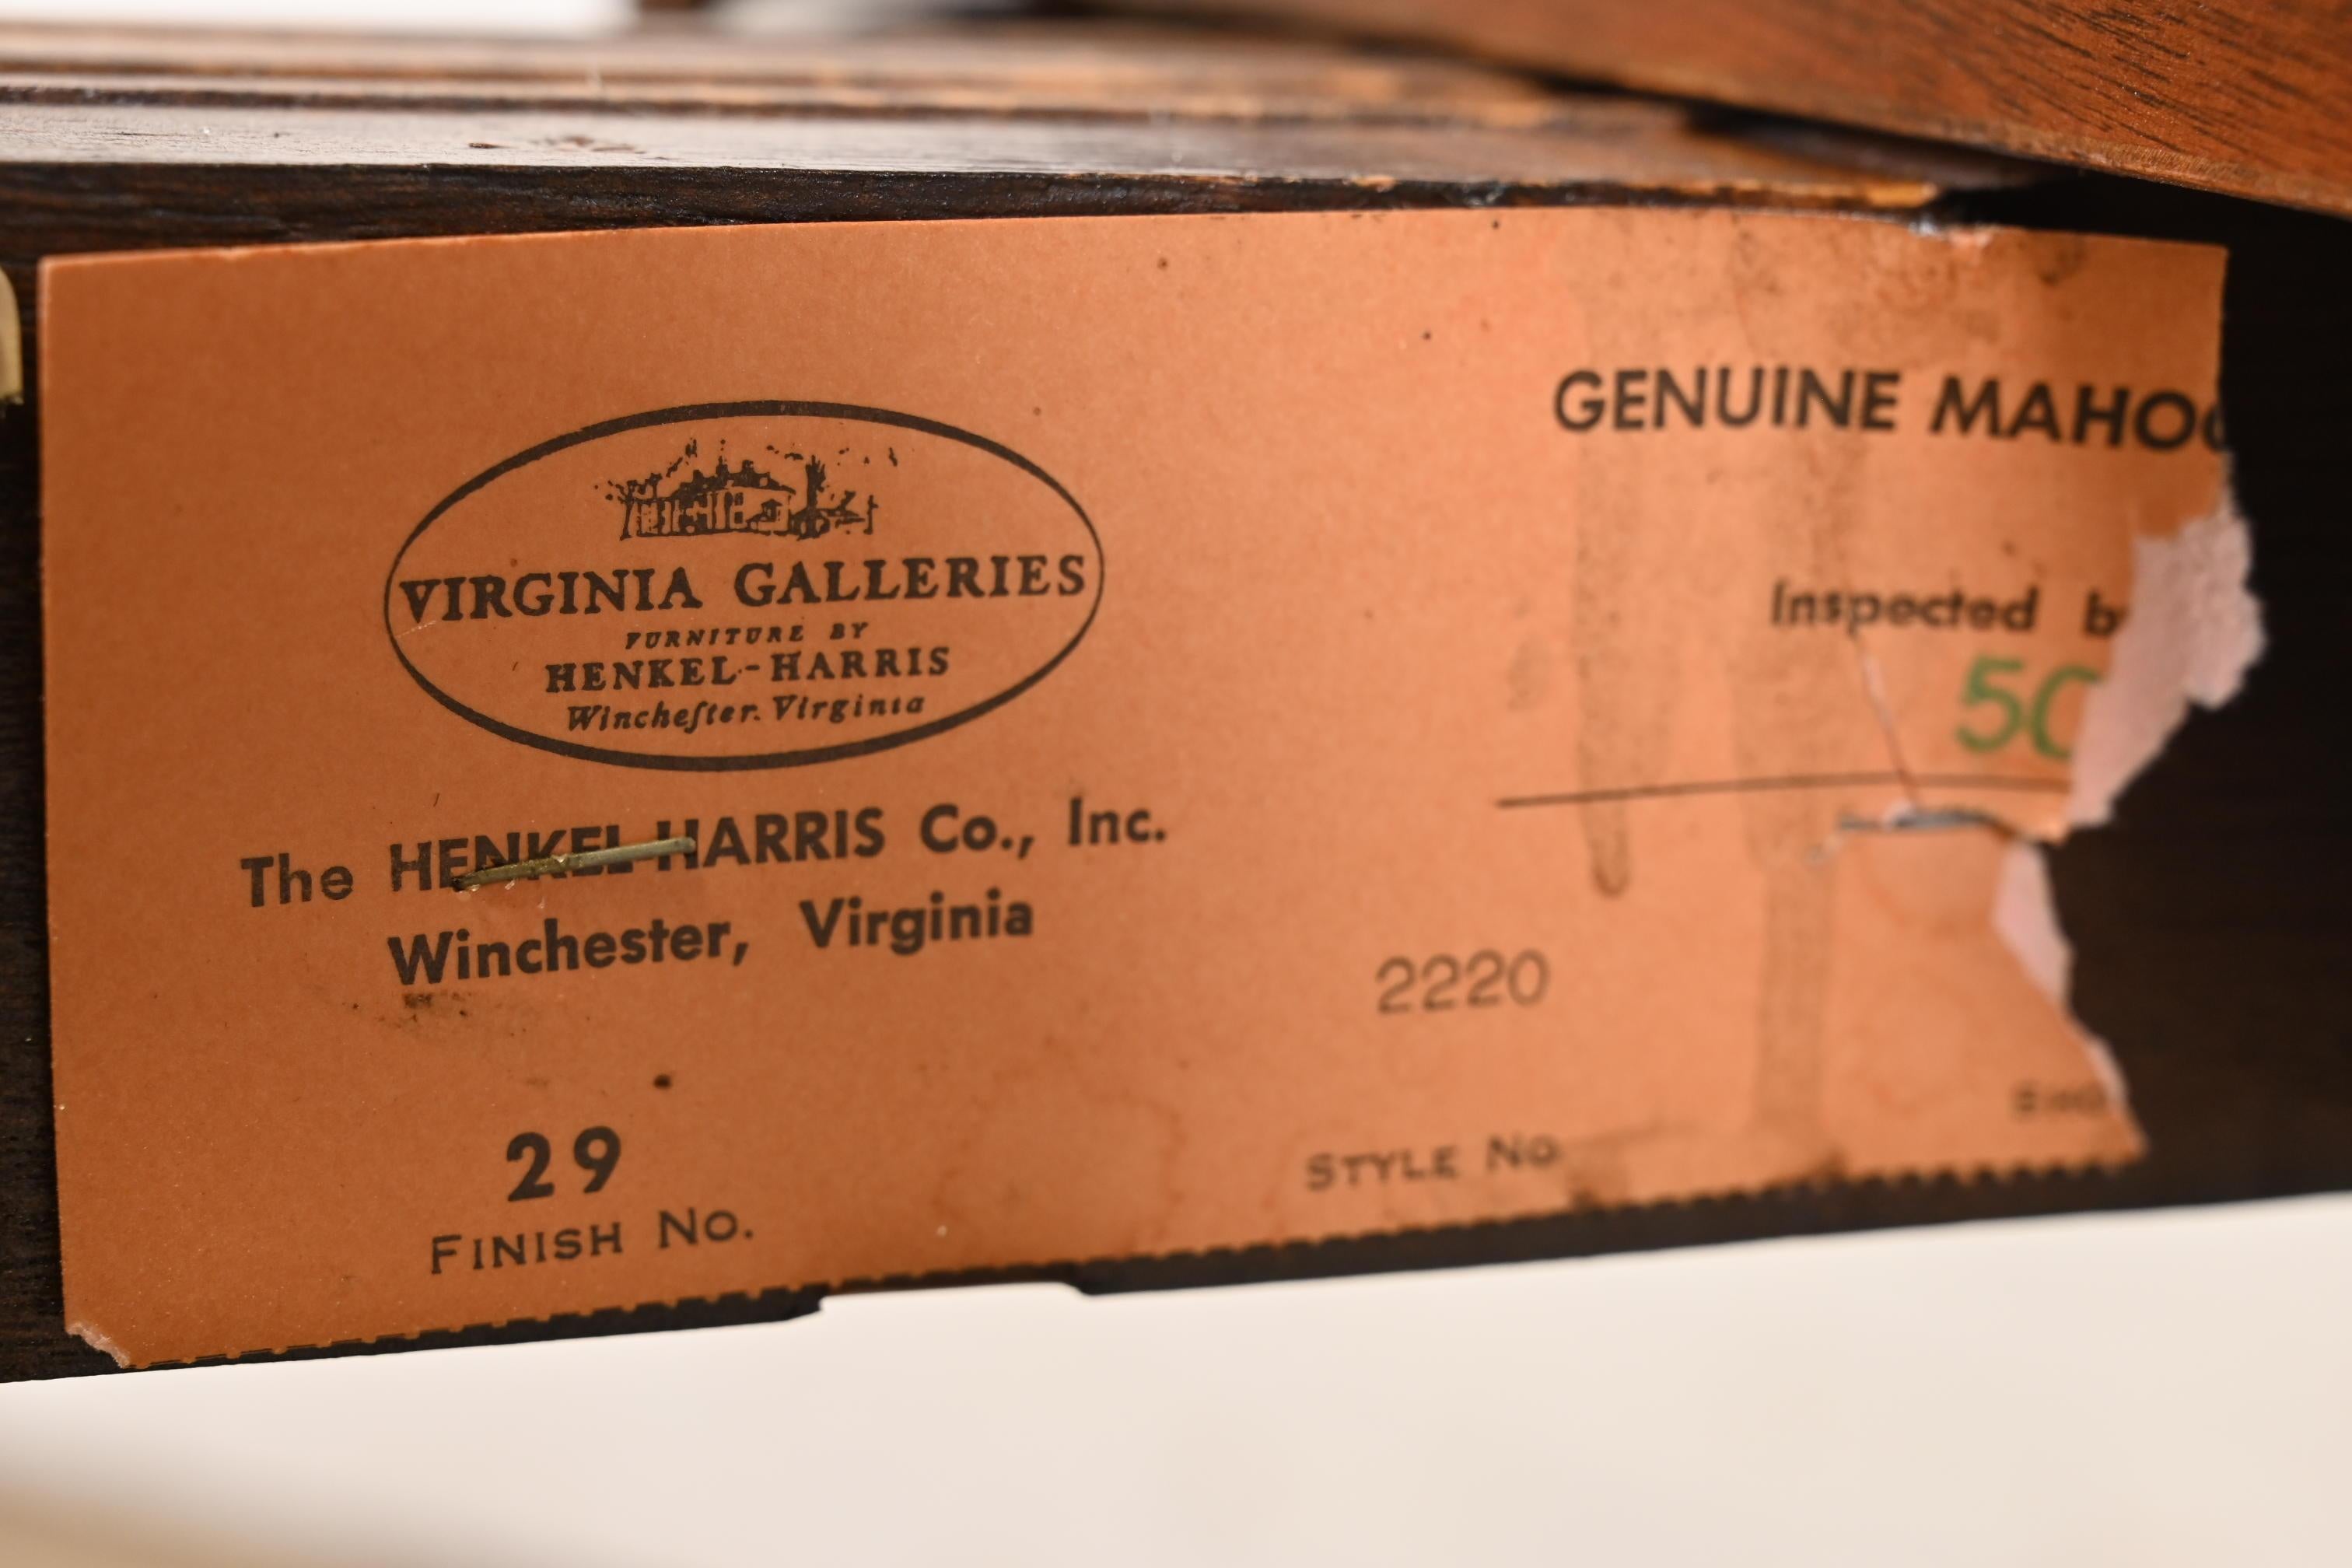 VIRGINIA GALLERIES
FURNITURE BY
HENKEL-HARRIS
Wincheſter. Virginia
The HENKEL-HARRIS Co., Inc.
Winchester, Virginia
29
FINISH No.
GENUINE MAHOG
Inspected b
50
2220
STYLE No.